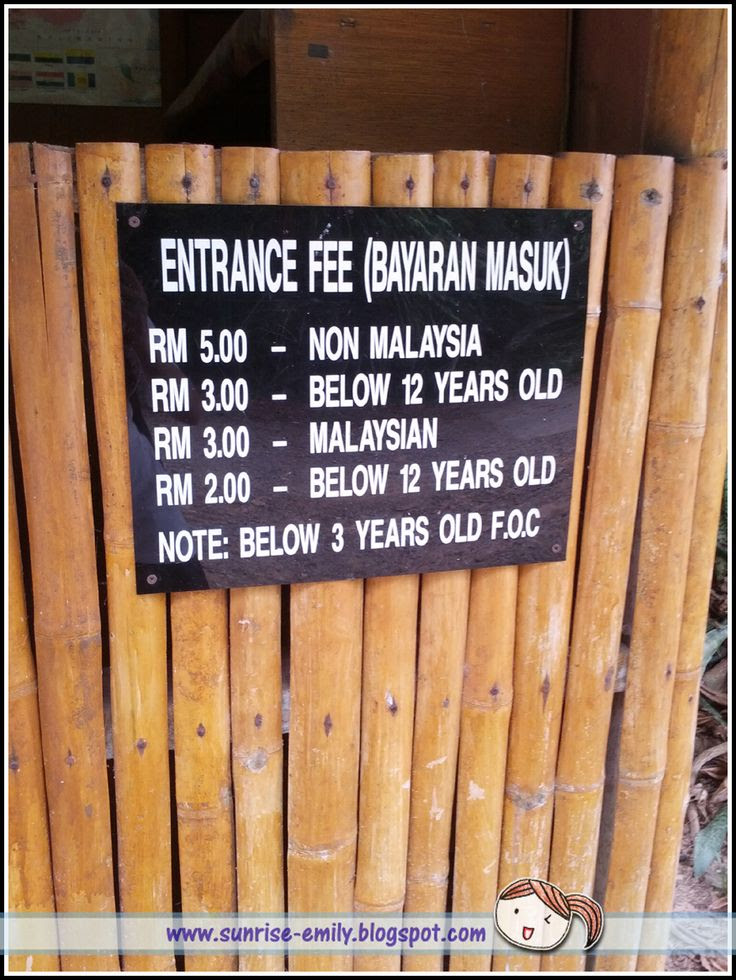 ENTRANCE FEE (BAYARAN MASUK)
RM 5.00 - NON MALAYSIA
RM 3.00 - BELOW 12 YEARS OLD
RM 3.00 - MALAYSIAN
RM 2.00 - BELOW 12 YEARS OLD
NOTE: BELOW 3 YEARS OLD F.O.C
www.sunrise-emily.blogspot.com